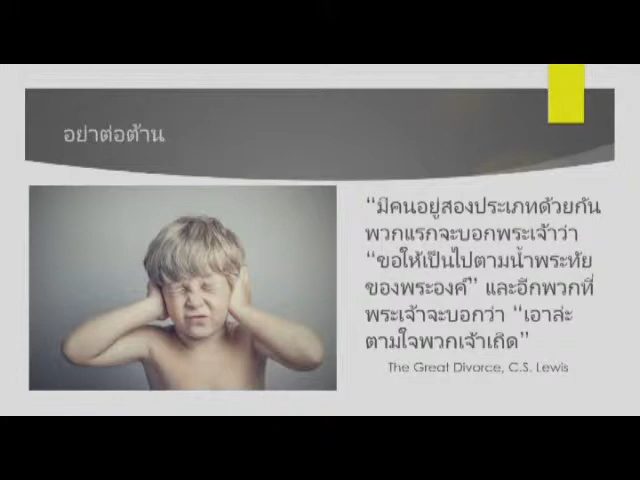 อย่าต่อต้าน
“มีคนอยู่สองประเภทด้วยกัน
พวกแรกจะบอกพระเจ้าว่า
“ขอให้เป็นไปตามน้ำพระทัย
ของพระองค์” และอีกพวกที่
พระเจ้าจะบอกว่า “เอาล่ะ
ตามใจพวกเจ้าเถิด”
The Great Divorce, C.S. Lewis